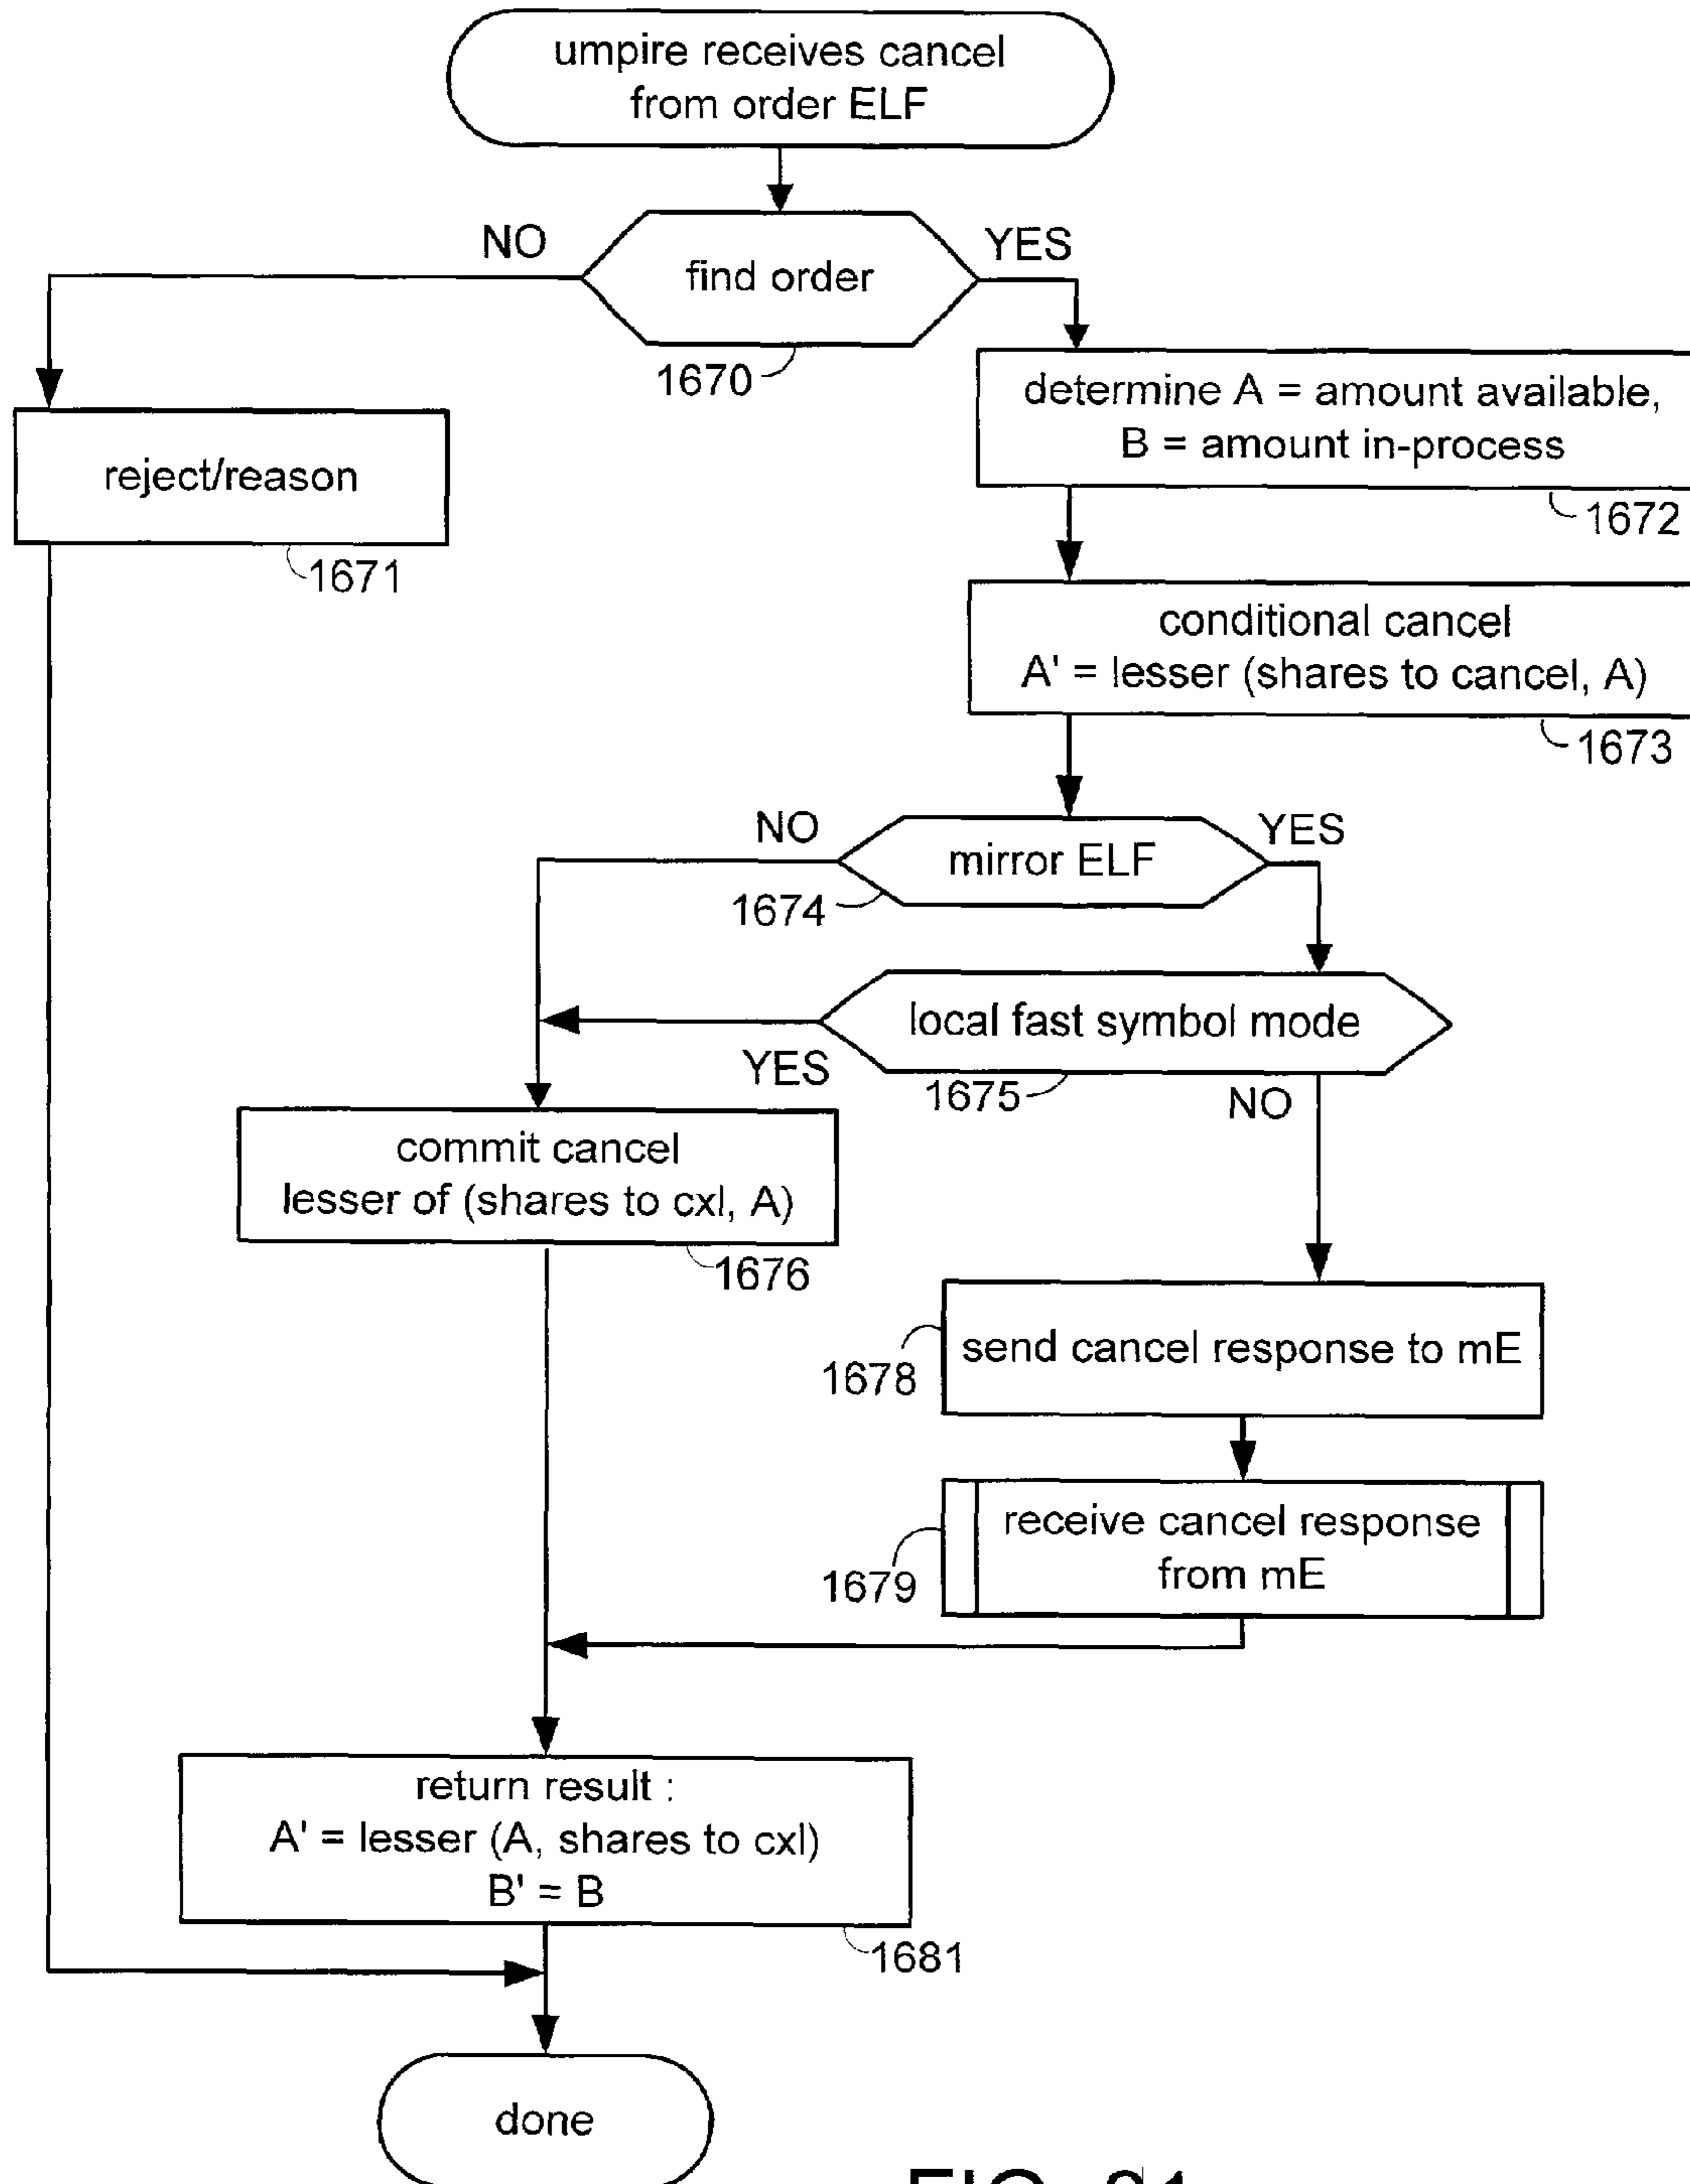 umpire receives cancel
from order ELF
NO
YES
find order
1670
determine A = amount available,
B = amount in-process
1672
reject/reason
1671
conditional cancel
A' = lesser (shares to cancel, A)
1673
NO
YES
mirror ELF
1674
local fast symbol mode
YES
1675
NO
commit cancel
lesser of (shares to cxl, A)
1676
send cancel response to mE
1678
receive cancel response
from mE
1679
return result :
A' = lesser (A, shares to cxl)
B' = B
1681
done